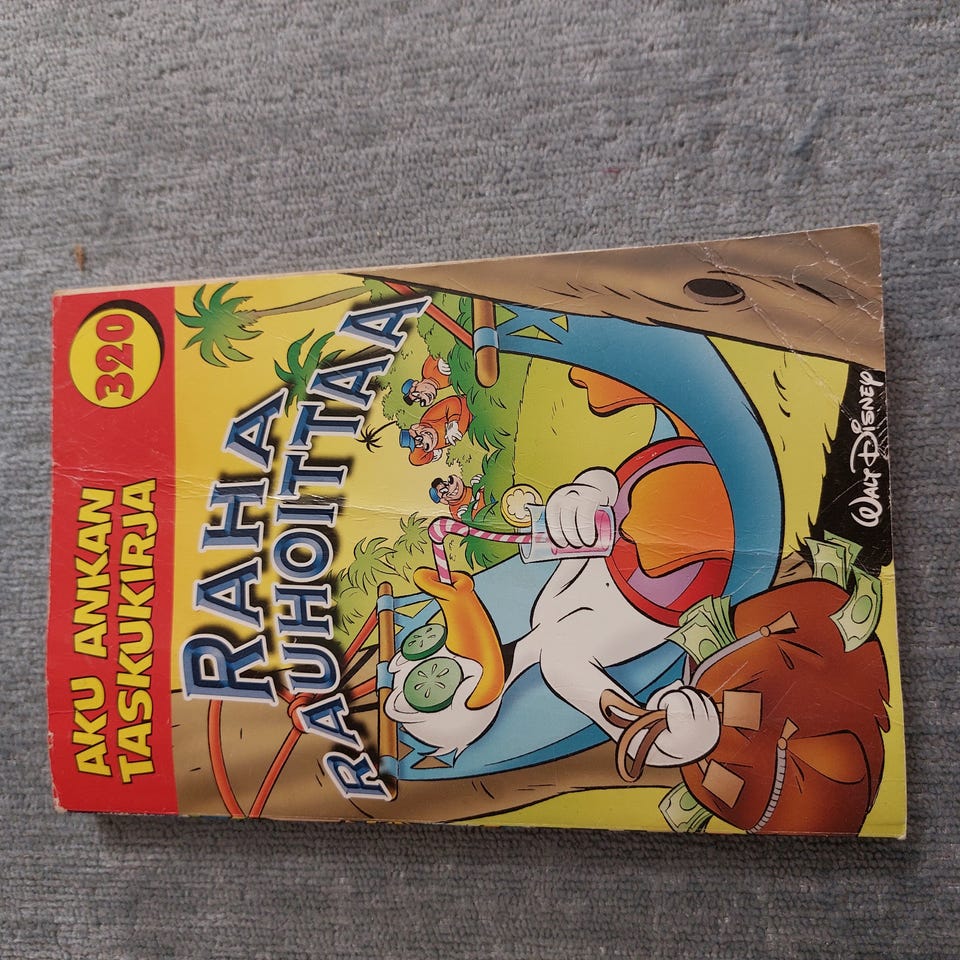 AKU ANKAN
TASKUKIRJA
320
RAHA
RAUHOITTAA
WALT DISNEY